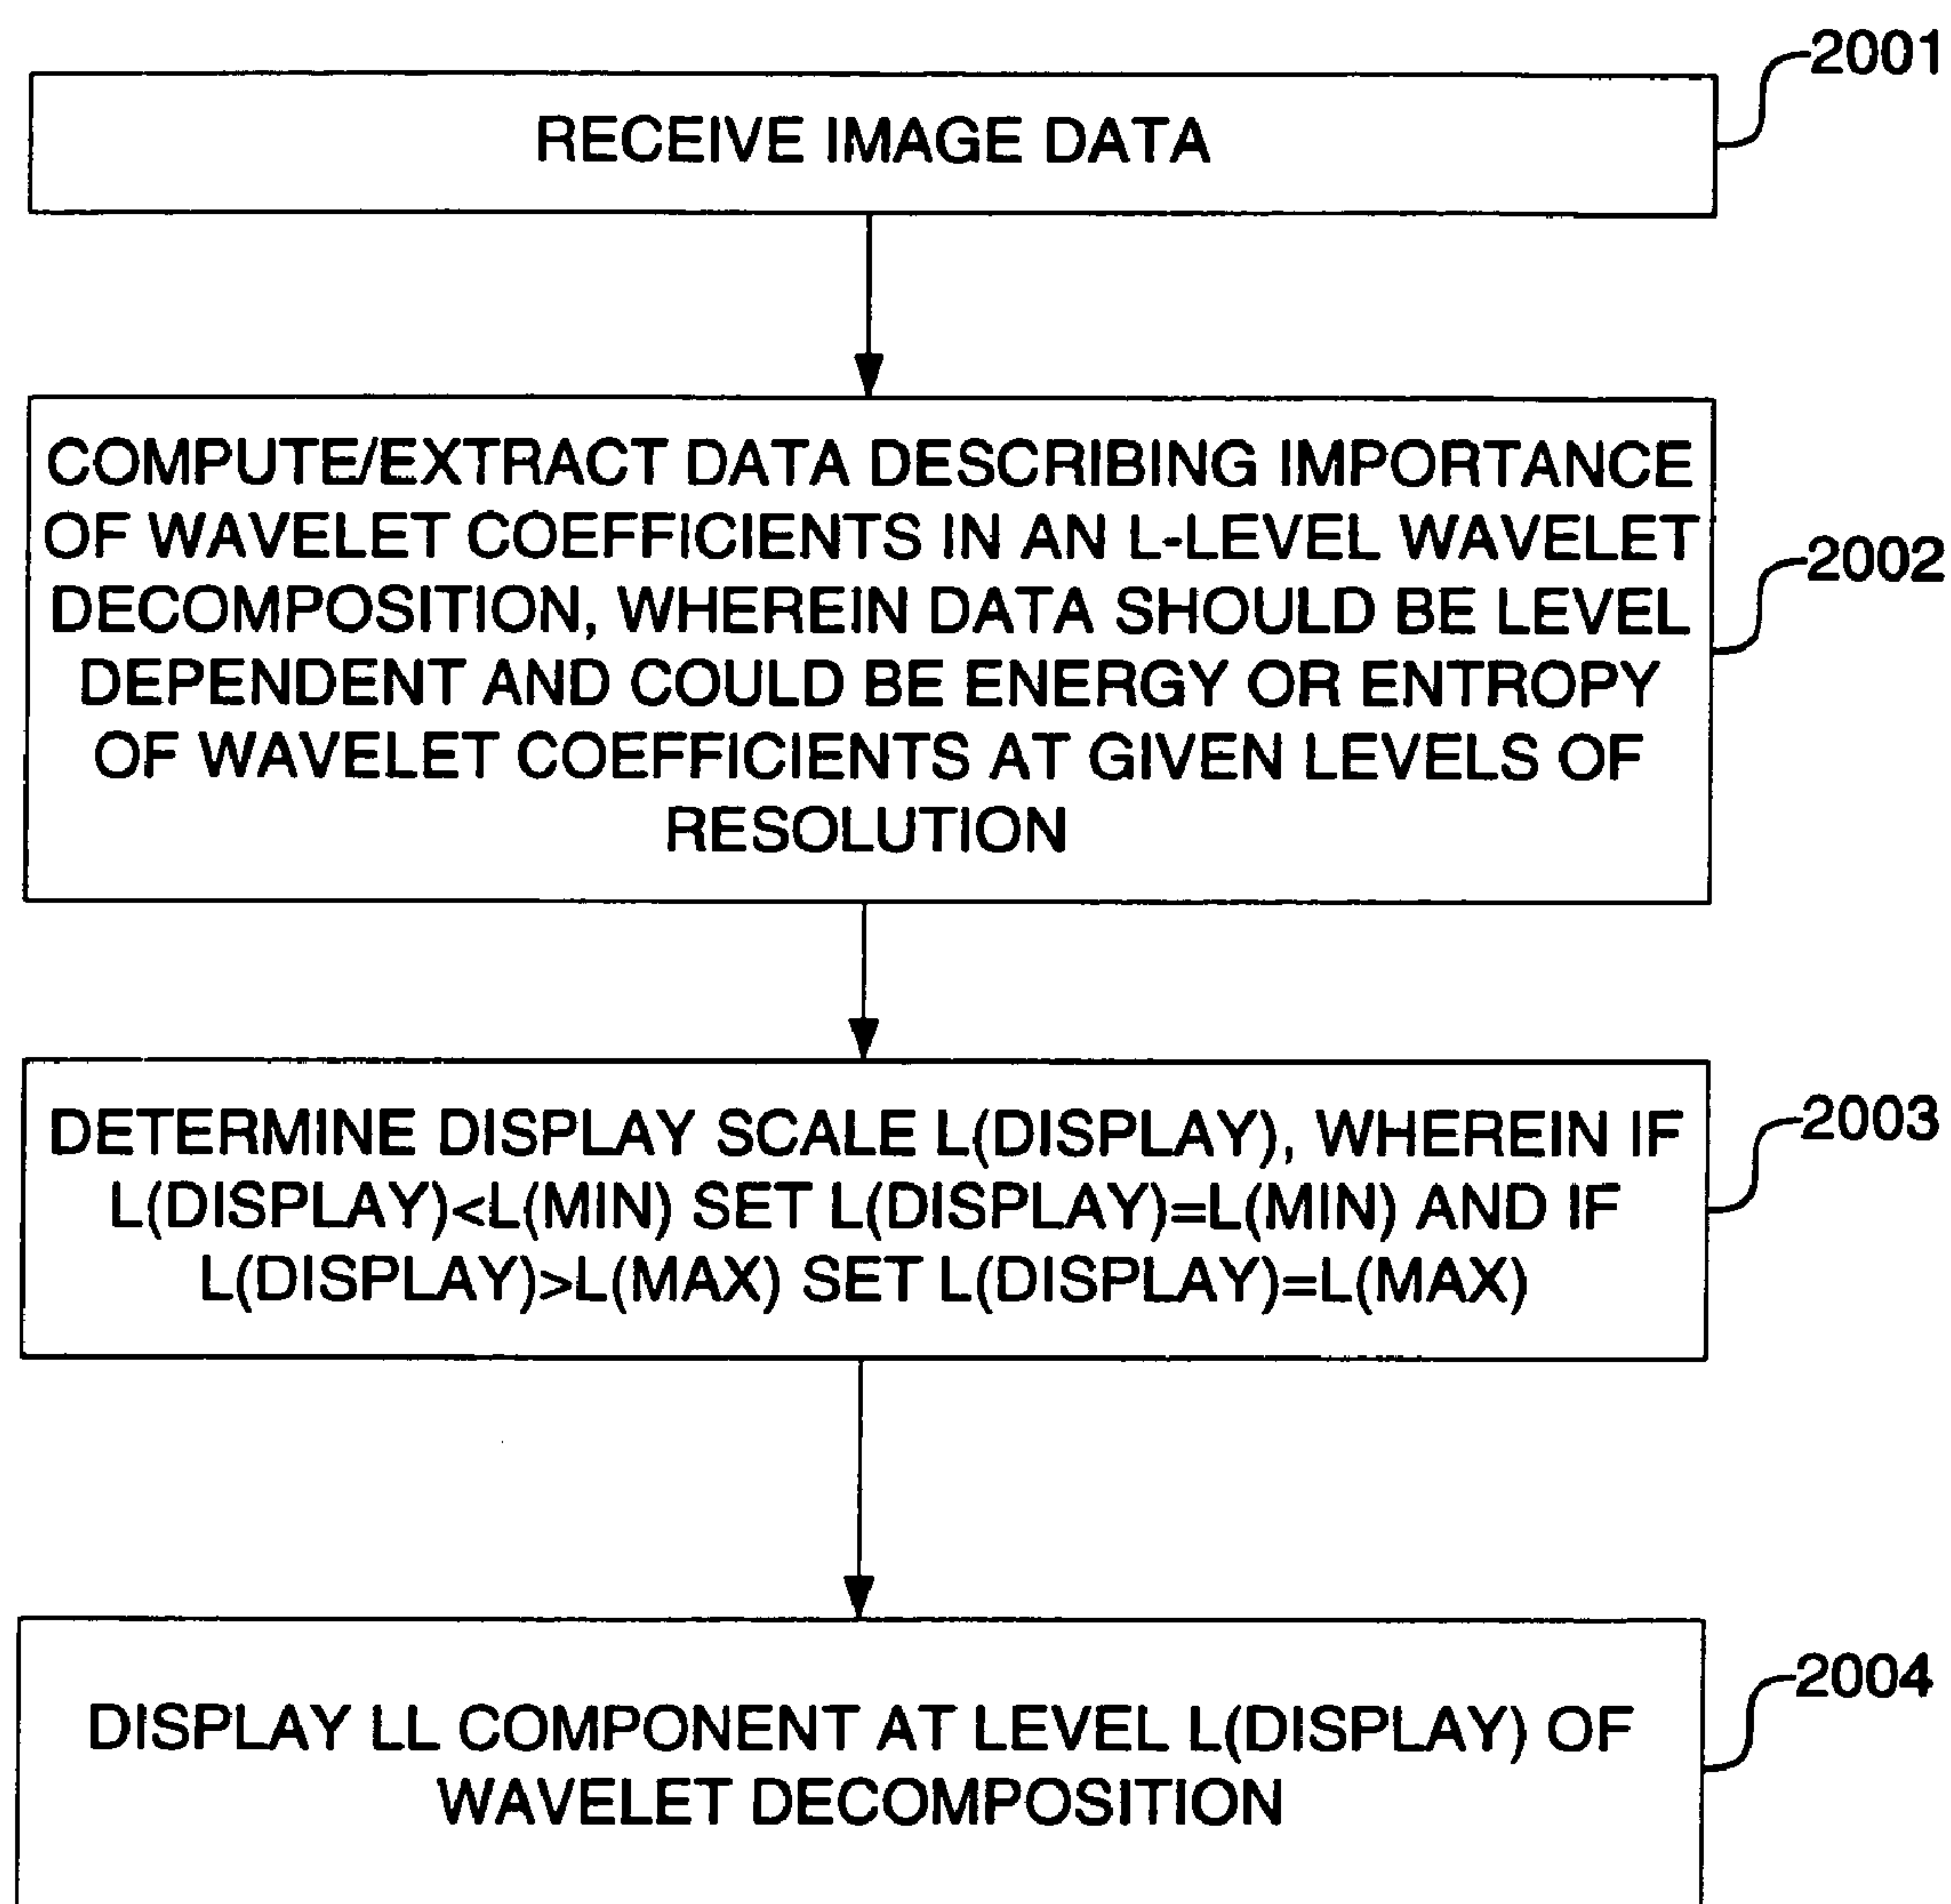 2001
RECEIVE IMAGE DATA
COMPUTE/EXTRACT DATA DESCRIBING IMPORTANCE
OF WAVELET COEFFICIENTS IN AN L-LEVEL WAVELET
DECOMPOSITION, WHEREIN DATA SHOULD BE LEVEL
DEPENDENT AND COULD BE ENERGY OR ENTROPY
OF WAVELET COEFFICIENTS AT GIVEN LEVELS OF
RESOLUTION
2002
DETERMINE DISPLAY SCALE L(DISPLAY), WHEREIN IF
L(DISPLAY)<L(MIN) SET L(DISPLAY)=L(MIN) AND IF
L(DISPLAY)>L(MAX) SET L(DISPLAY)=L(MAX)
2003
DISPLAY LL COMPONENT AT LEVEL L(DISPLAY) OF
WAVELET DECOMPOSITION
2004